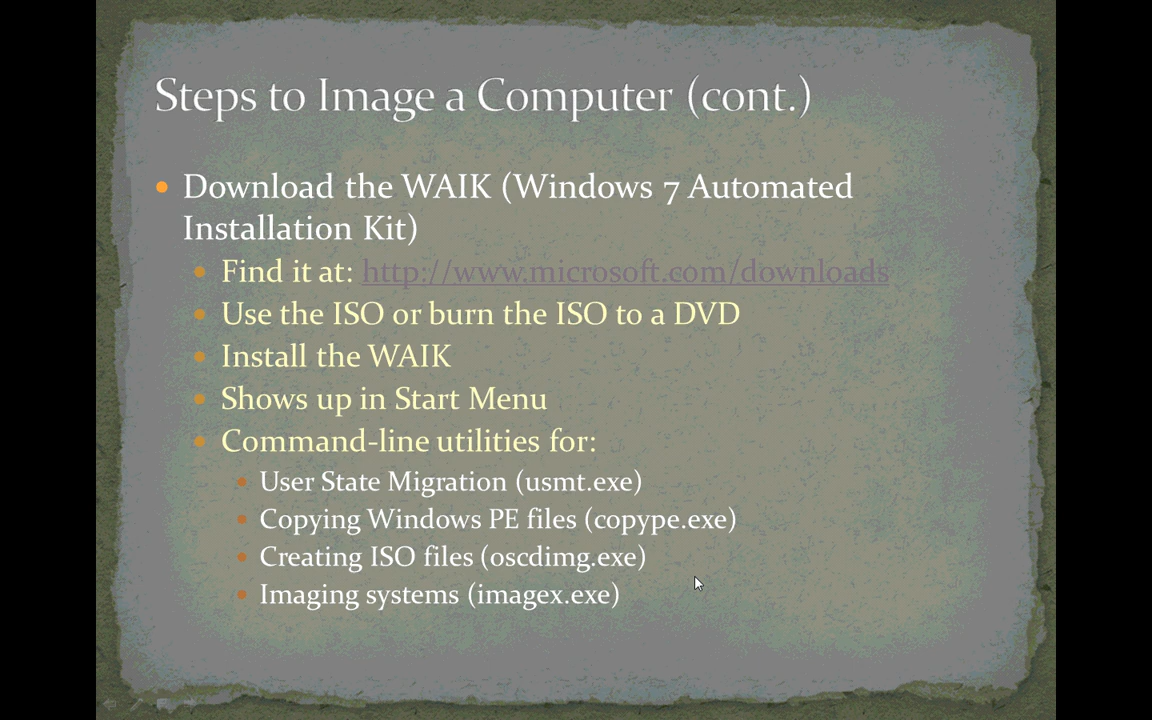 Steps to Image a Computer (cont.)
Download the WAIK (Windows 7 Automated
Installation Kit)
Find it at: http://www.microsoft.com/downloads
Use the ISO or burn the ISO to a DVD
Install the WAIK
Shows up in Start Menu
Command-line utilities for:
User State Migration (usmt.exe)
Copying Windows PE files (copype.exe)
Creating ISO files (oscdimg.exe)
Imaging systems (imagex.exe)